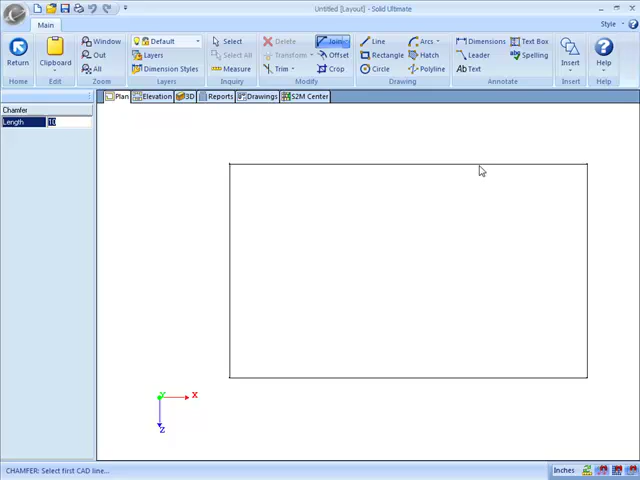 Untitled [Layout] - Solid Ultimate
Main
Style
Return
Clipboard
Edit
Window
Out
All
Zoom
Default
Layers
Dimension Styles
Layers
Select
Measure
Inquiry
Delete
Transform
Trim
Join
Offset
Crop
Modify
Line
Rectangle
Circle
Arcs
Hatch
Polyline
Drawing
Dimensions
Leader
Text
Text Box
Spelling
Annotate
Insert
Insert
Help
Help
Plan
Elevation
3D
Reports
Drawings
S2M Center
Chamfer
Length
10
Y
X
Z
CHAMFER: Select first CAD line...
Inches